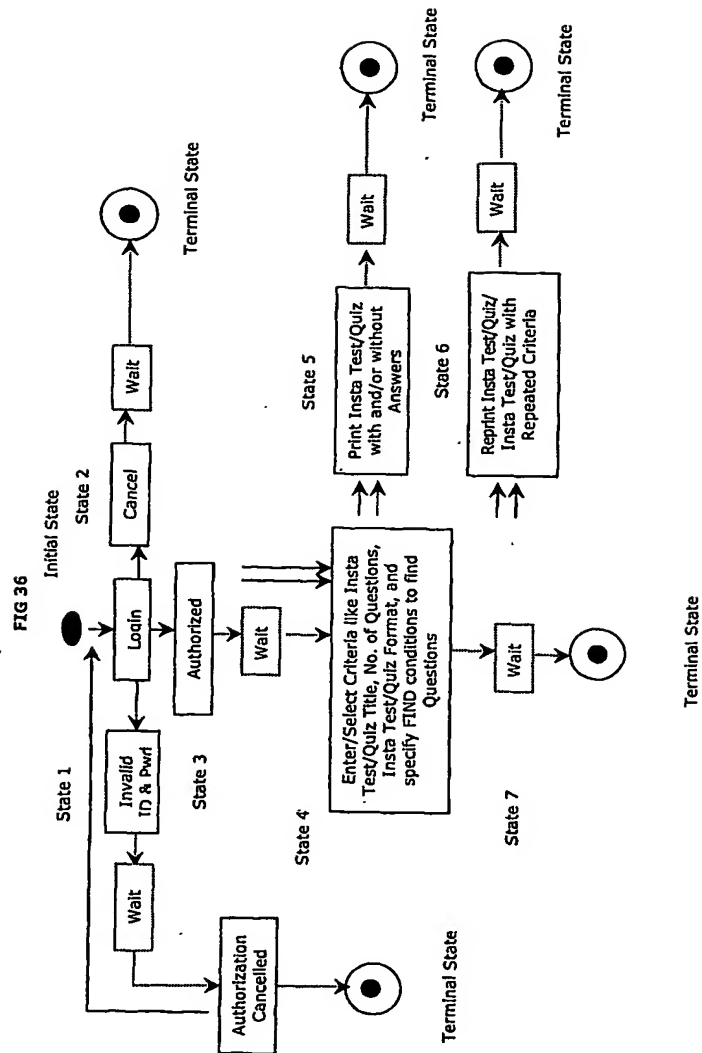 FIG 36
Initial State
State 1
State 2
Login
Cancel
Wait
Terminal State
Invalid
ID & Pwrf
Wait
Authorization
Cancelled
Terminal State
State 3
Authorized
Wait
State 4
Enter/Select Criteria like Insta
Test/Quiz Title, No. of Questions,
Insta Test/Quiz Format, and
specify FIND conditions to find
Questions
State 5
Print Insta Test/Quiz
with and/or without
Answers
Wait
Terminal State
State 6
Reprint Insta Test/Quiz/
Insta Test/Quiz with
Repeated Criteria
Wait
Terminal State
State 7
Wait
Terminal State